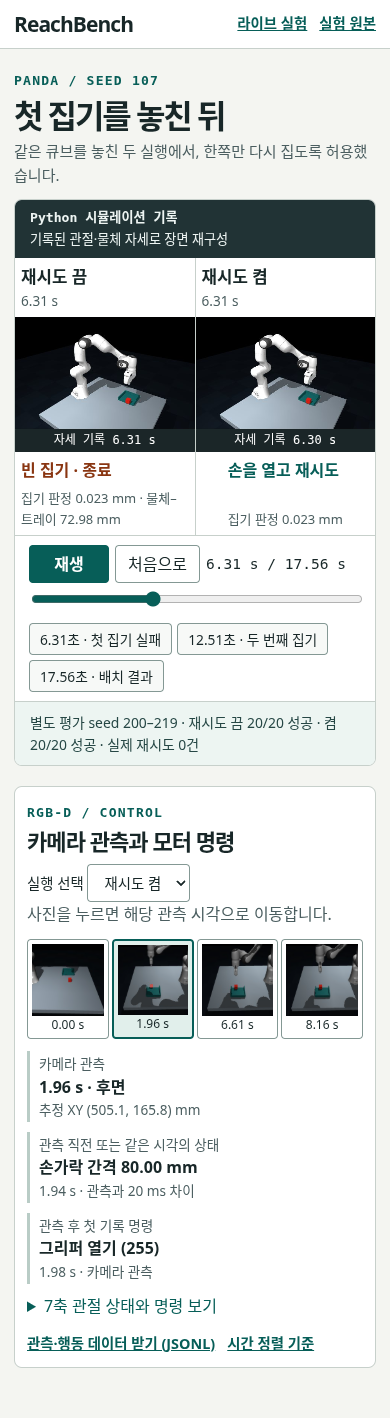 ReachBench
라이브 실험 실험 원본
PANDA / SEED 107
첫 집기를 놓친 뒤
같은 큐브를 놓친 두 실행에서, 한쪽만 다시 집도록 허용했
습니다.
Python 시뮬레이션 기록
기록된 관절·물체 자세로 장면 재구성
재시도 끔
6.31 s
재시도 켬
6.31 s
자세 기록 6.31 s
자세 기록 6.30 s
빈 집기 · 종료
집기 판정 0.023 mm · 물체–
트레이 72.98 mm
손을 열고 재시도
집기 판정 0.023 mm
재생 처음으로 6.31 s / 17.56 s
6.31초 · 첫 집기 실패 12.51초 · 두 번째 집기
17.56초 · 배치 결과
별도 평가 seed 200–219 · 재시도 끔 20/20 성공 · 켬
20/20 성공 · 실제 재시도 0건
RGB-D / CONTROL
카메라 관측과 모터 명령
실행 선택 재시도 켬
사진을 누르면 해당 관측 시각으로 이동합니다.
0.00 s 1.96 s 6.61 s 8.16 s
카메라 관측
1.96 s · 후면
추정 XY (505.1, 165.8) mm
관측 직전 또는 같은 시각의 상태
손가락 간격 80.00 mm
1.94 s · 관측과 20 ms 차이
관측 후 첫 기록 명령
그리퍼 열기 (255)
1.98 s · 카메라 관측
▶ 7축 관절 상태와 명령 보기
관측·행동 데이터 받기 (JSONL) 시간 정렬 기준